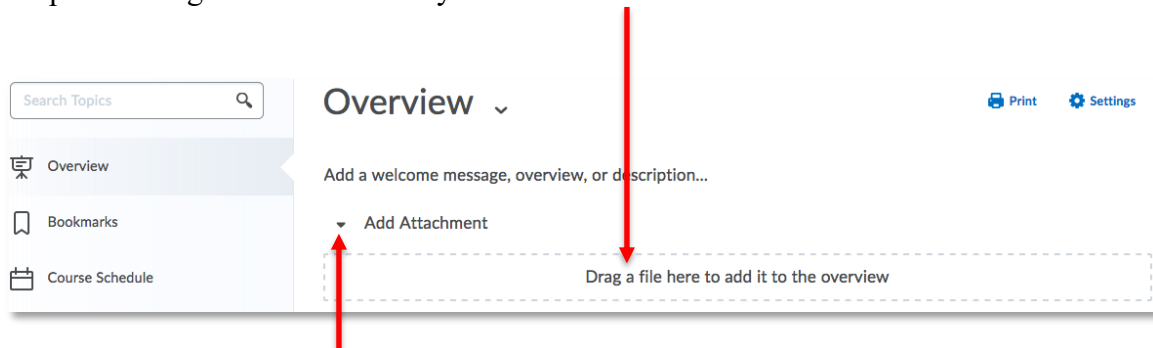 Search Topics
Overview
Print
Settings
Overview
Add a welcome message, overview, or description...
Bookmarks
Add Attachment
Course Schedule
Drag a file here to add it to the overview